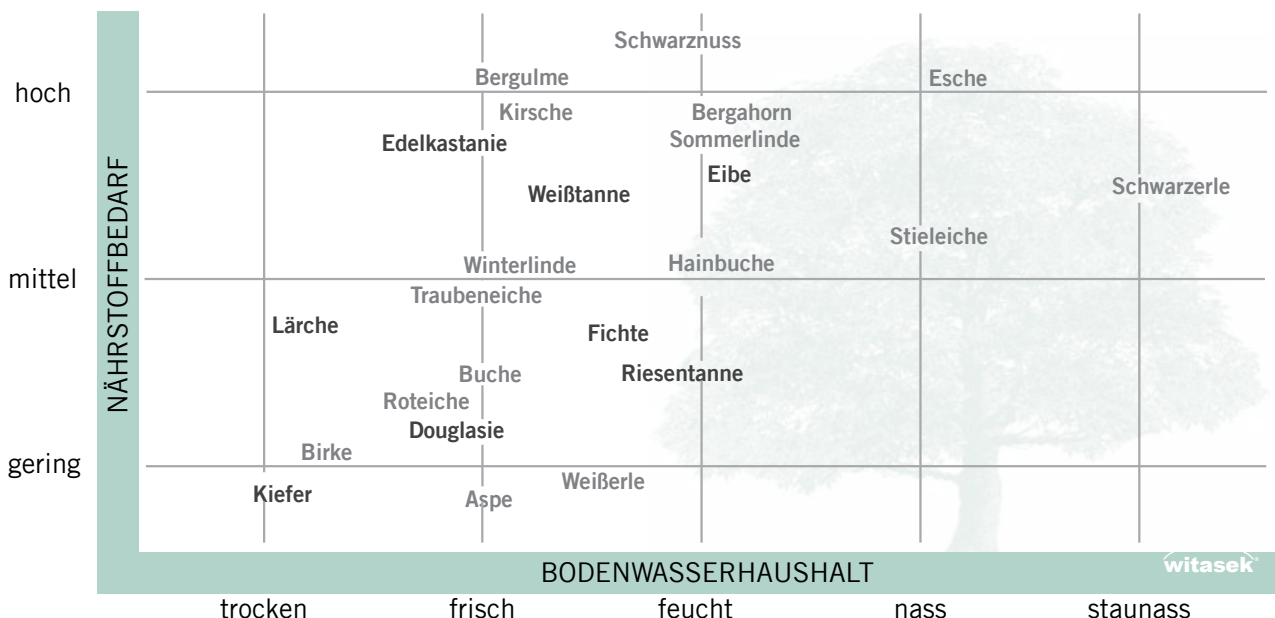 Schwarznuss
Bergulme
Esche
hoch
Kirsche
Bergahorn
Edelkastanie
Sommerlinde
Eibe
Weißtanne
Schwarzerle
Stieleiche
Winterlinde
Hainbuche
mittel
Traubeneiche
Lärche
Fichte
Buche
Riesentanne
Roteiche
Douglasie
Birke
gering
Weißerle
Kiefer
Aspe
NÄHRSTOFFBEDARF
BODENWASSERHAUSHALT
witasek®
trocken
frisch
feucht
nass
staunass